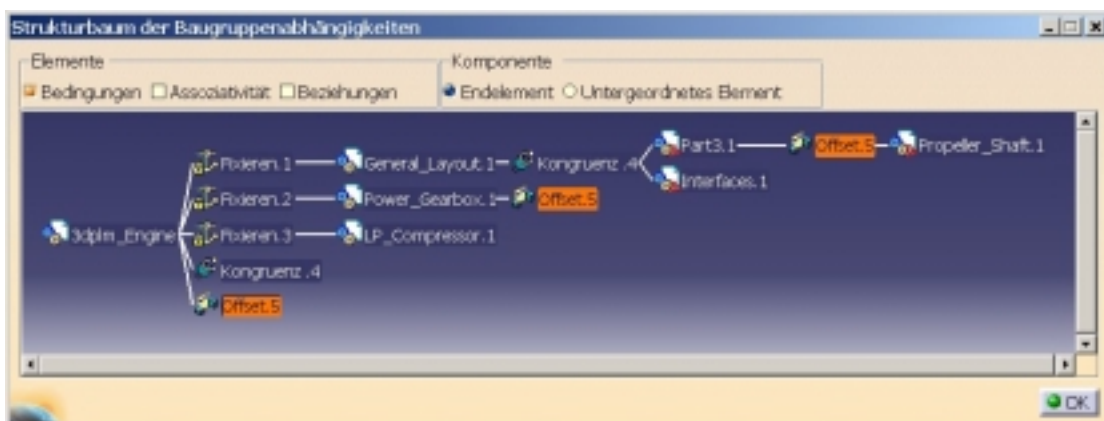 Strukturbaum der Baugruppenabhängigkeiten
Elemente Komponente
Bedingungen Assoziativität Beziehungen Endelement Untergeordnetes Element
Part3.1 Offset.5 Propeller_Shaft.1
Fixieren.1 General_Layout.1 Kongruenz .4
Interfaces.1
Fixieren.2 Power_Gearbox.1 Offset.5
3dplm_Engine Fixieren.3 LP_Compressor.1
Kongruenz .4
Offset.5
OK